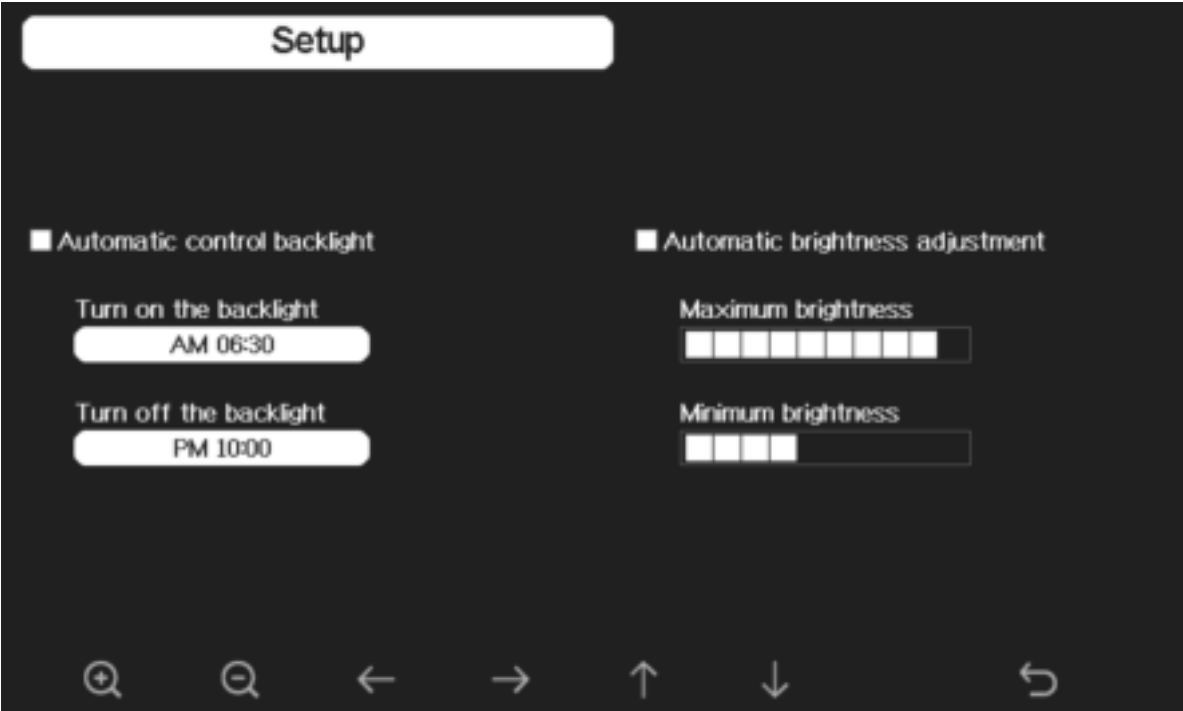 Setup
Automatic control backlight
Turn on the backlight
AM 06:30
Turn off the backlight
PM 10:00
Automatic brightness adjustment
Maximum brightness
Minimum brightness